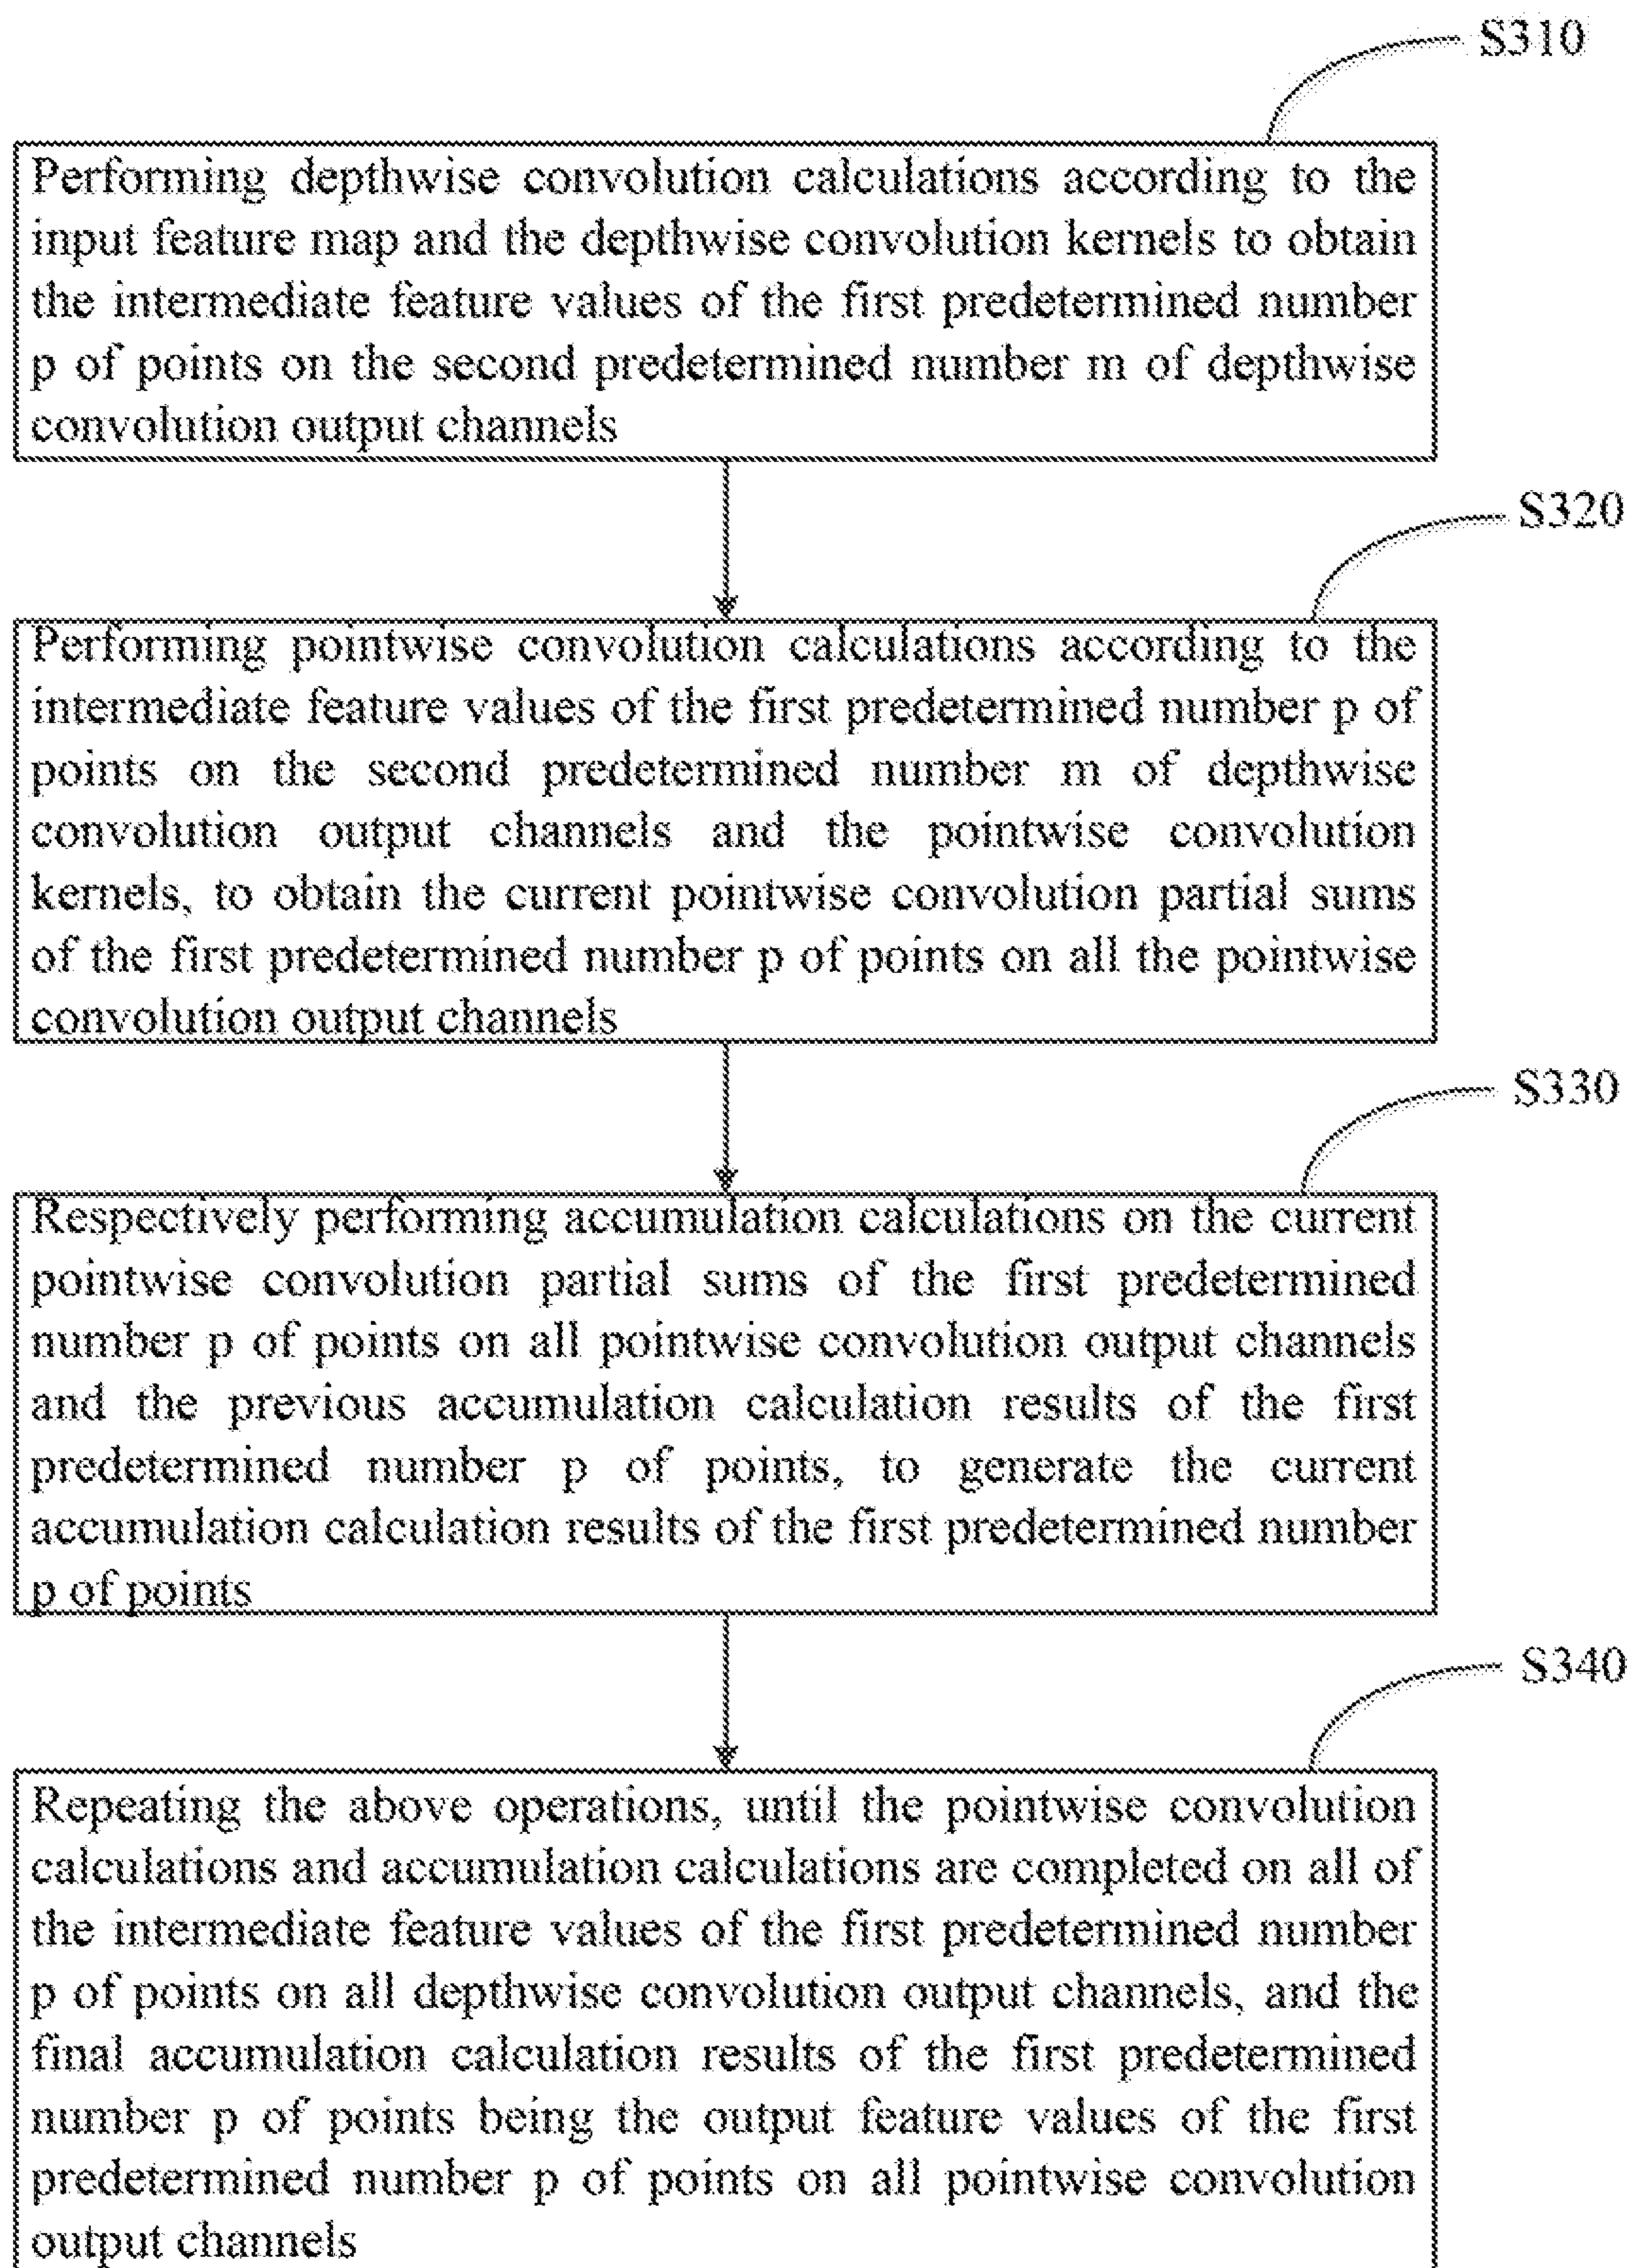 S310
Performing depthwise convolution calculations according to the
input feature map and the depthwise convolution kernels to obtain
the intermediate feature values of the first predetermined number
p of points on the second predetermined number m of depthwise
convolution output channels
S320
Performing pointwise convolution calculations according to the
intermediate feature values of the first predetermined number p of
points on the second predetermined number m of depthwise
convolution output channels and the pointwise convolution
kernels, to obtain the current pointwise convolution partial sums
of the first predetermined number p of points on all the pointwise
convolution output channels
S330
Respectively performing accumulation calculations on the current
pointwise convolution partial sums of the first predetermined
number p of points on all pointwise convolution output channels
and the previous accumulation calculation results of the first
predetermined number p of points, to generate the current
accumulation calculation results of the first predetermined number
p of points
S340
Repeating the above operations, until the pointwise convolution
calculations and accumulation calculations are completed on all of
the intermediate feature values of the first predetermined number
p of points on all depthwise convolution output channels, and the
final accumulation calculation results of the first predetermined
number p of points being the output feature values of the first
predetermined number p of points on all pointwise convolution
output channels